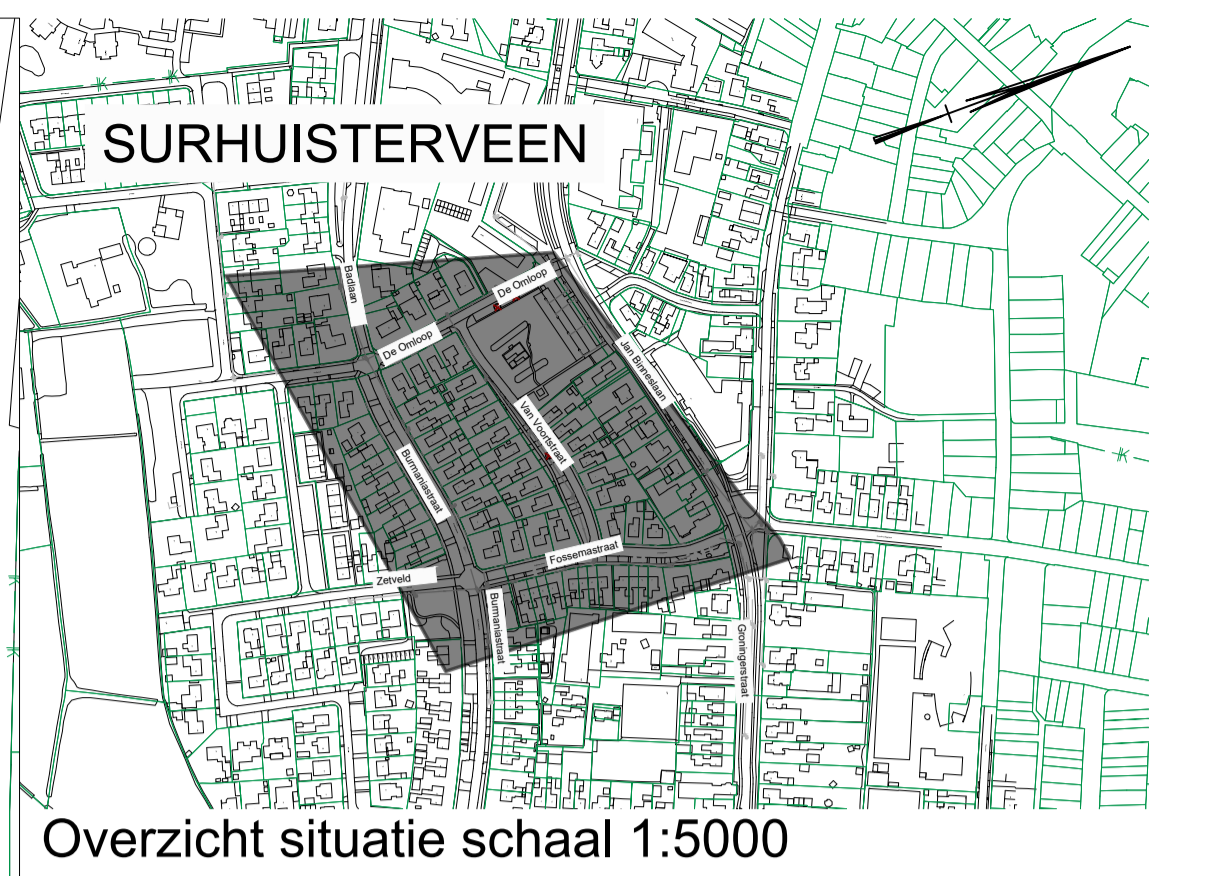 SURHUISTERVEEN
De Omloop
Badlaan
De Omloop
Jan Binneslaan
Van Voortstraat
Burmaniastraat
Fossemastraat
Zetveld
Burmaniastraat
Groningerstraat
Overzicht situatie schaal 1:5000